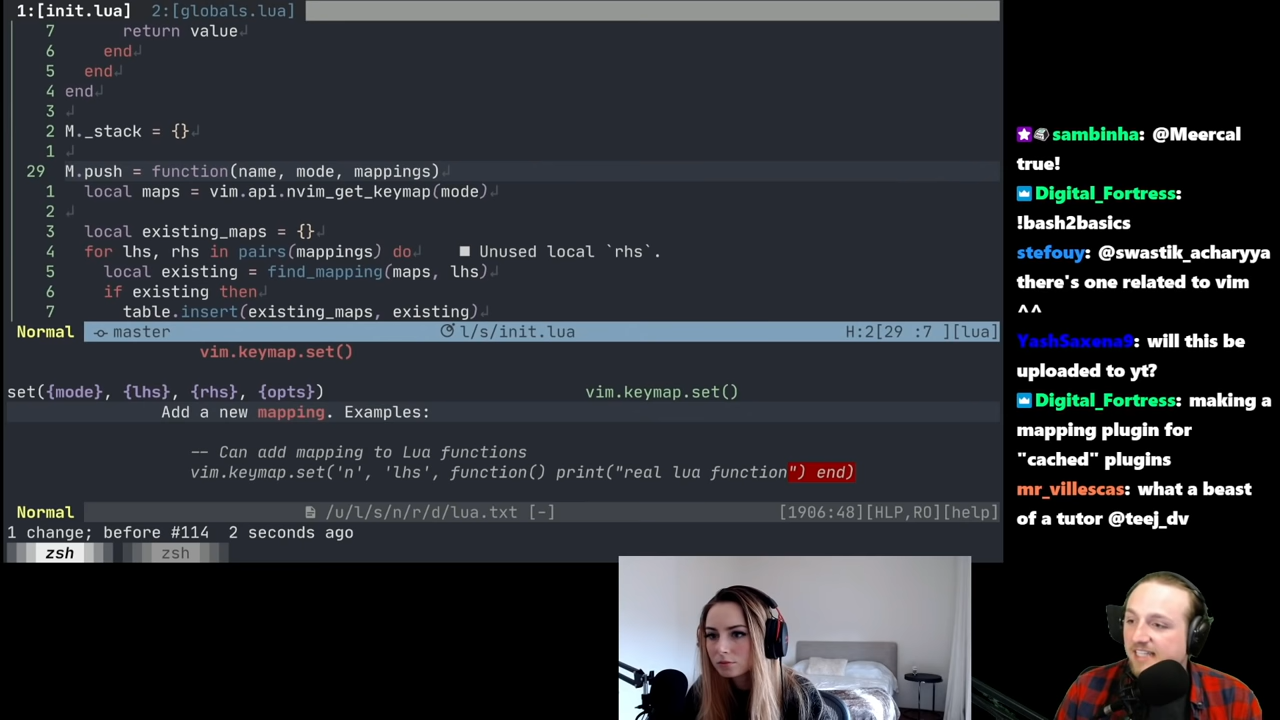 1:[init.lua] 2:[globals.lua]
7 return value↲
6 end↲
5 end↲
4 end↲
3 ↲
2 M._stack = {}↲
1 ↲
29 M.push = function(name, mode, mappings)↲
1 local maps = vim.api.nvim_get_keymap(mode)↲
2 ↲
3 local existing_maps = {}↲
4 for lhs, rhs in pairs(mappings) do↲ ■ Unused local `rhs`.
5 local existing = find_mapping(maps, lhs)↲
6 if existing then↲
7 table.insert(existing_maps, existing)↲
Normal master l/s/init.lua H:2[29 :7 ][lua]
vim.keymap.set()
set({mode}, {lhs}, {rhs}, {opts}) vim.keymap.set()
Add a new mapping. Examples:
-- Can add mapping to Lua functions
vim.keymap.set('n', 'lhs', function() print("real lua function") end)
Normal /u/l/s/n/r/d/lua.txt [-] [1906:48][HLP,RO][help]
1 change; before #114 2 seconds ago
zsh zsh
sambinha: @Meercal
true!
Digital_Fortress:
!bash2basics
stefouy: @swastik_acharyya
there's one related to vim
^^
YashSaxena9: will this be
uploaded to yt?
Digital_Fortress: making a
mapping plugin for
"cached" plugins
mr_villescas: what a beast
of a tutor @teej_dv